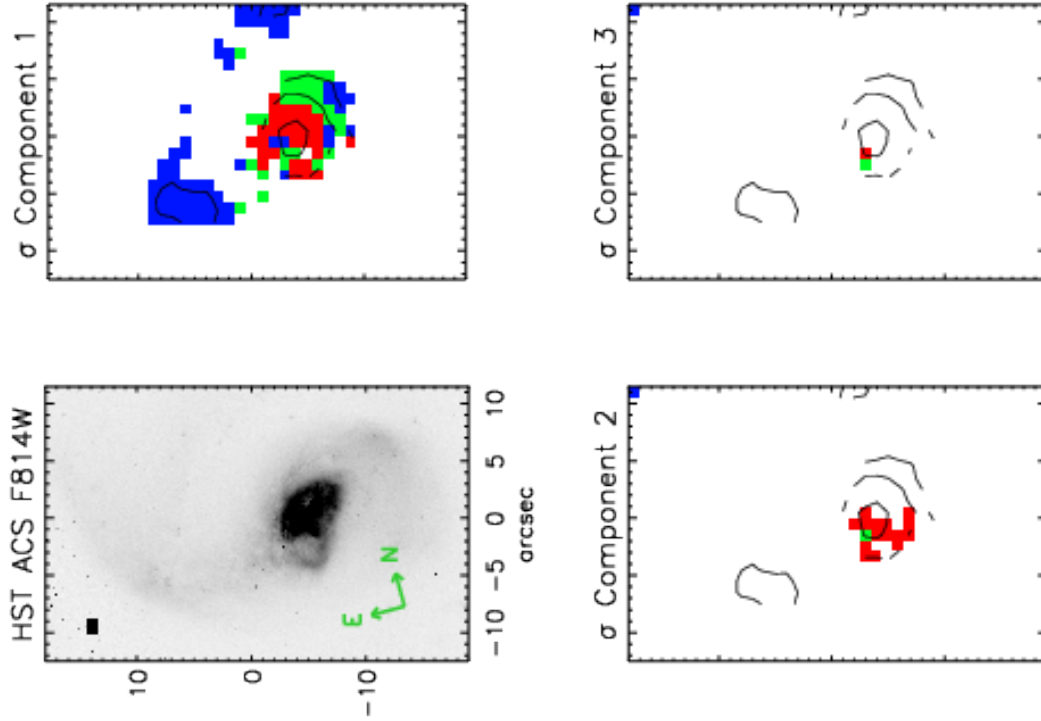 σ Component 1
σ Component 3
HST ACS F814W
10
0
-10
E
N
-10 -5 0 5 10
arcsec
σ Component 2